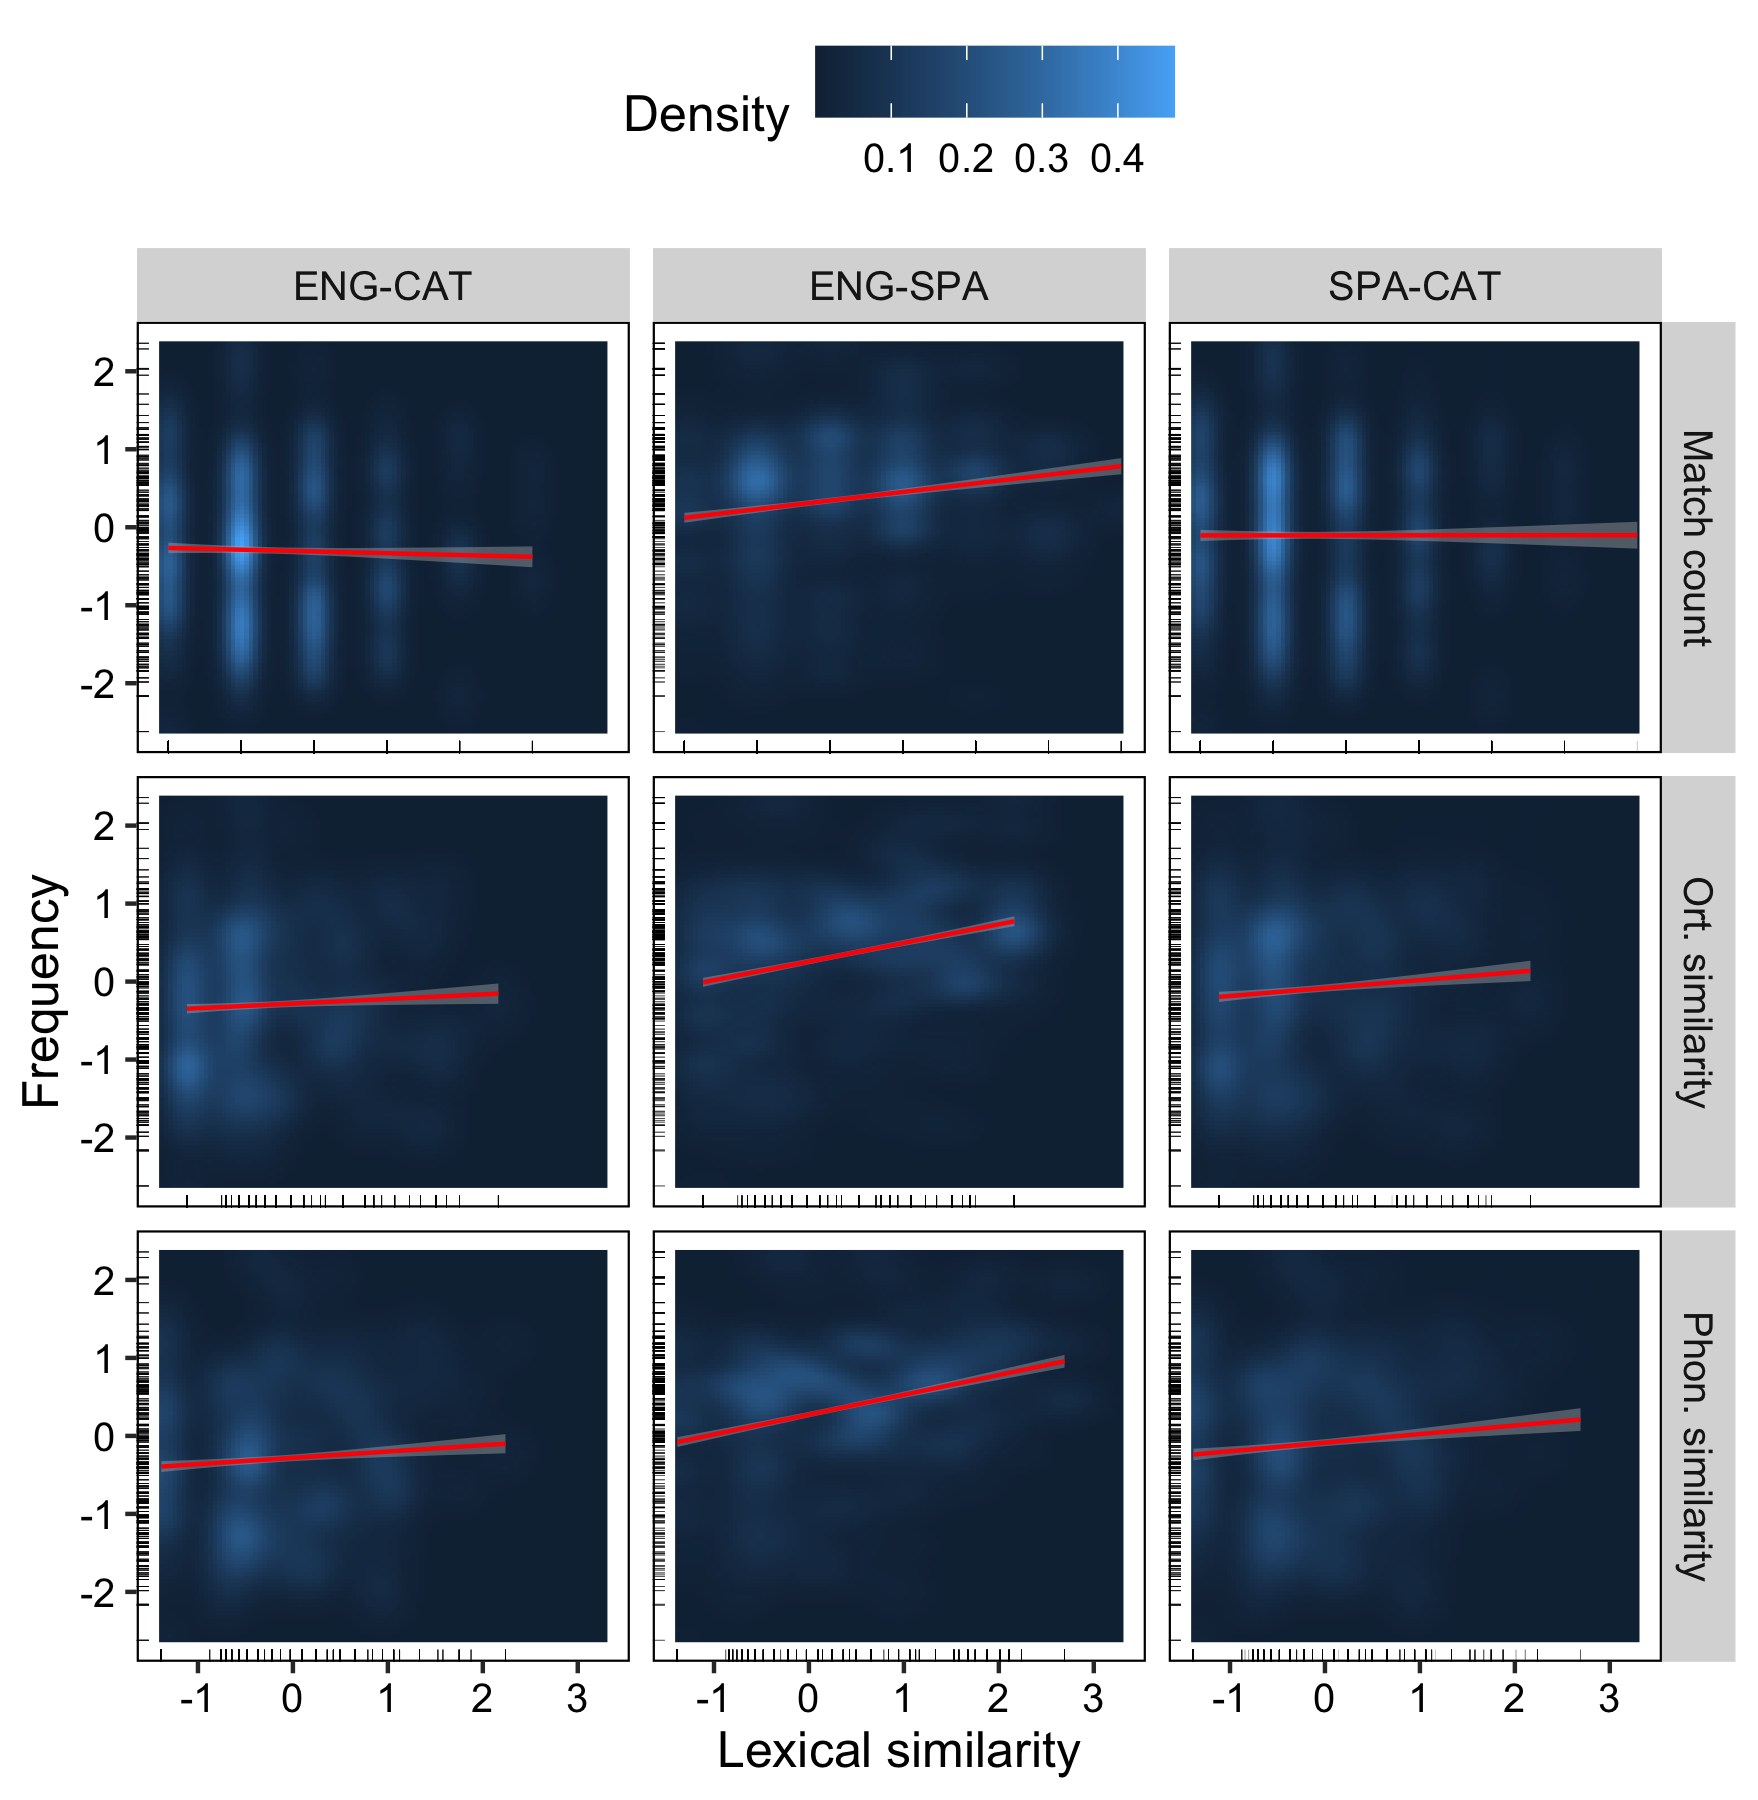 Density
0.1 0.2 0.3 0.4
ENG-CAT
ENG-SPA
SPA-CAT
2
1
0
-1
-2
Match count
2
1
0
-1
-2
Ort. similarity
2
1
0
-1
-2
Phon. similarity
Frequency
-1 0 1 2 3
-1 0 1 2 3
-1 0 1 2 3
Lexical similarity